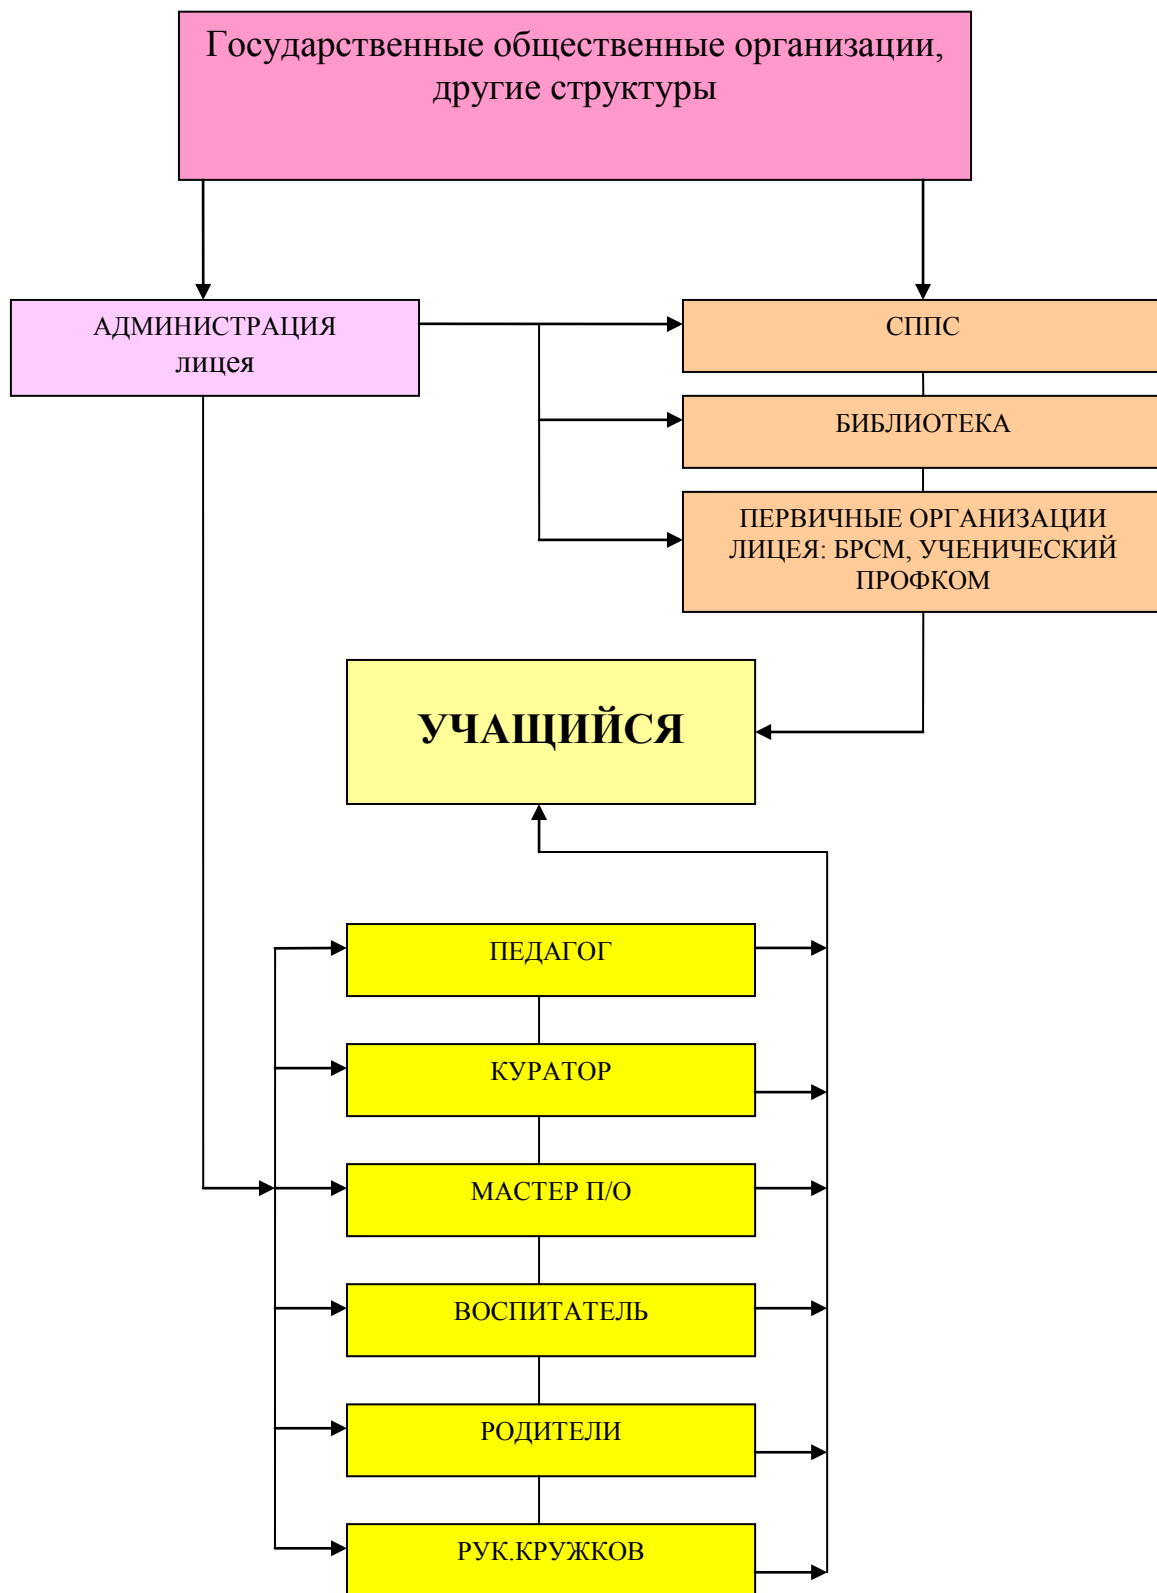 Государственные общественные организации,
другие структуры
АДМИНИСТРАЦИЯ
лицея
СППС
БИБЛИОТЕКА
ПЕРВИЧНЫЕ ОРГАНИЗАЦИИ
ЛИЦЕЯ: БРСМ, УЧЕНИЧЕСКИЙ
ПРОФКОМ
УЧАЩИЙСЯ
ПЕДАГОГ
КУРАТОР
МАСТЕР П/О
ВОСПИТАТЕЛЬ
РОДИТЕЛИ
РУК.КРУЖКОВ